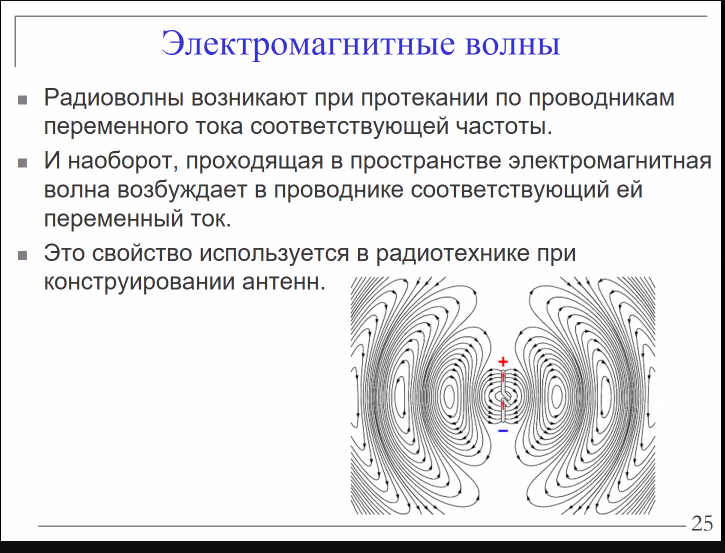 Электромагнитные волны
Радиоволны возникают при протекании по проводникам
переменного тока соответствующей частоты.
И наоборот, проходящая в пространстве электромагнитная
волна возбуждает в проводнике соответствующий ей
переменный ток.
Это свойство используется в радиотехнике при
конструировании антенн.
+
–
25